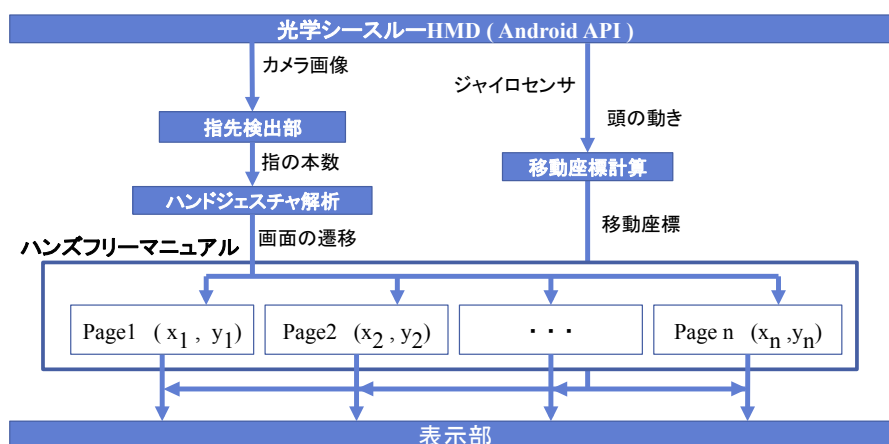 光学シースルーHMD ( Android API )
カメラ画像
ジャイロセンサ
指先検出部
頭の動き
指の本数
移動座標計算
ハンドジェスチャ解析
画面の遷移
移動座標
ハンズフリーマニュアル
Page1 ( x1 , y1)
Page2 (x2 , y2)
・・・
Page n (xn ,yn)
表示部